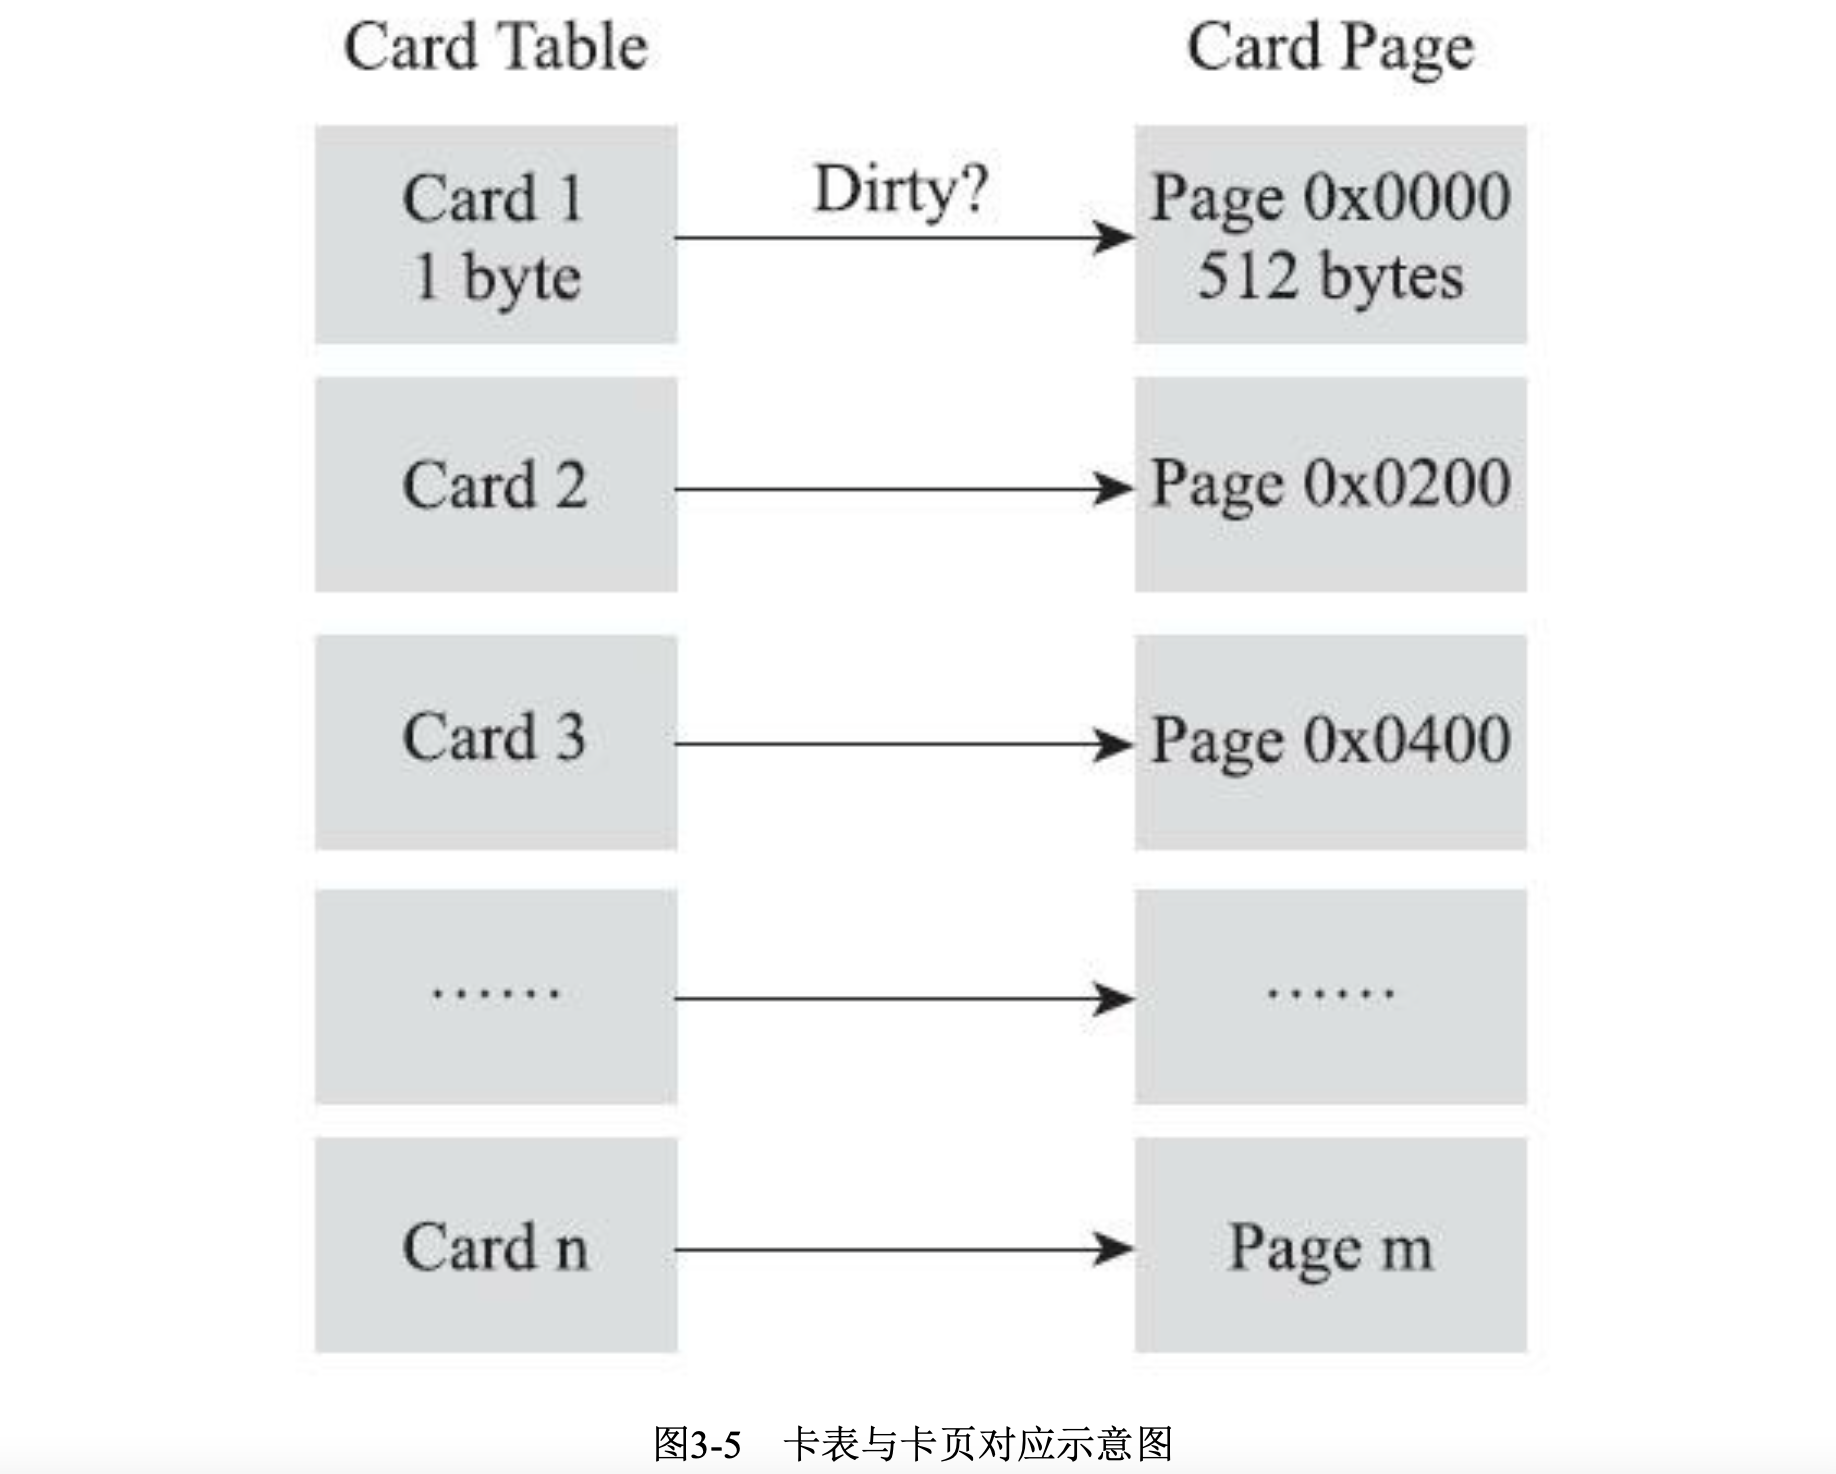 Card Table
Card Page
Card 1
1 byte
Dirty?
Page 0x0000
512 bytes
Card 2
Page 0x0200
Card 3
Page 0x0400
……
……
Card n
Page m
图3-5 卡表与卡页对应示意图